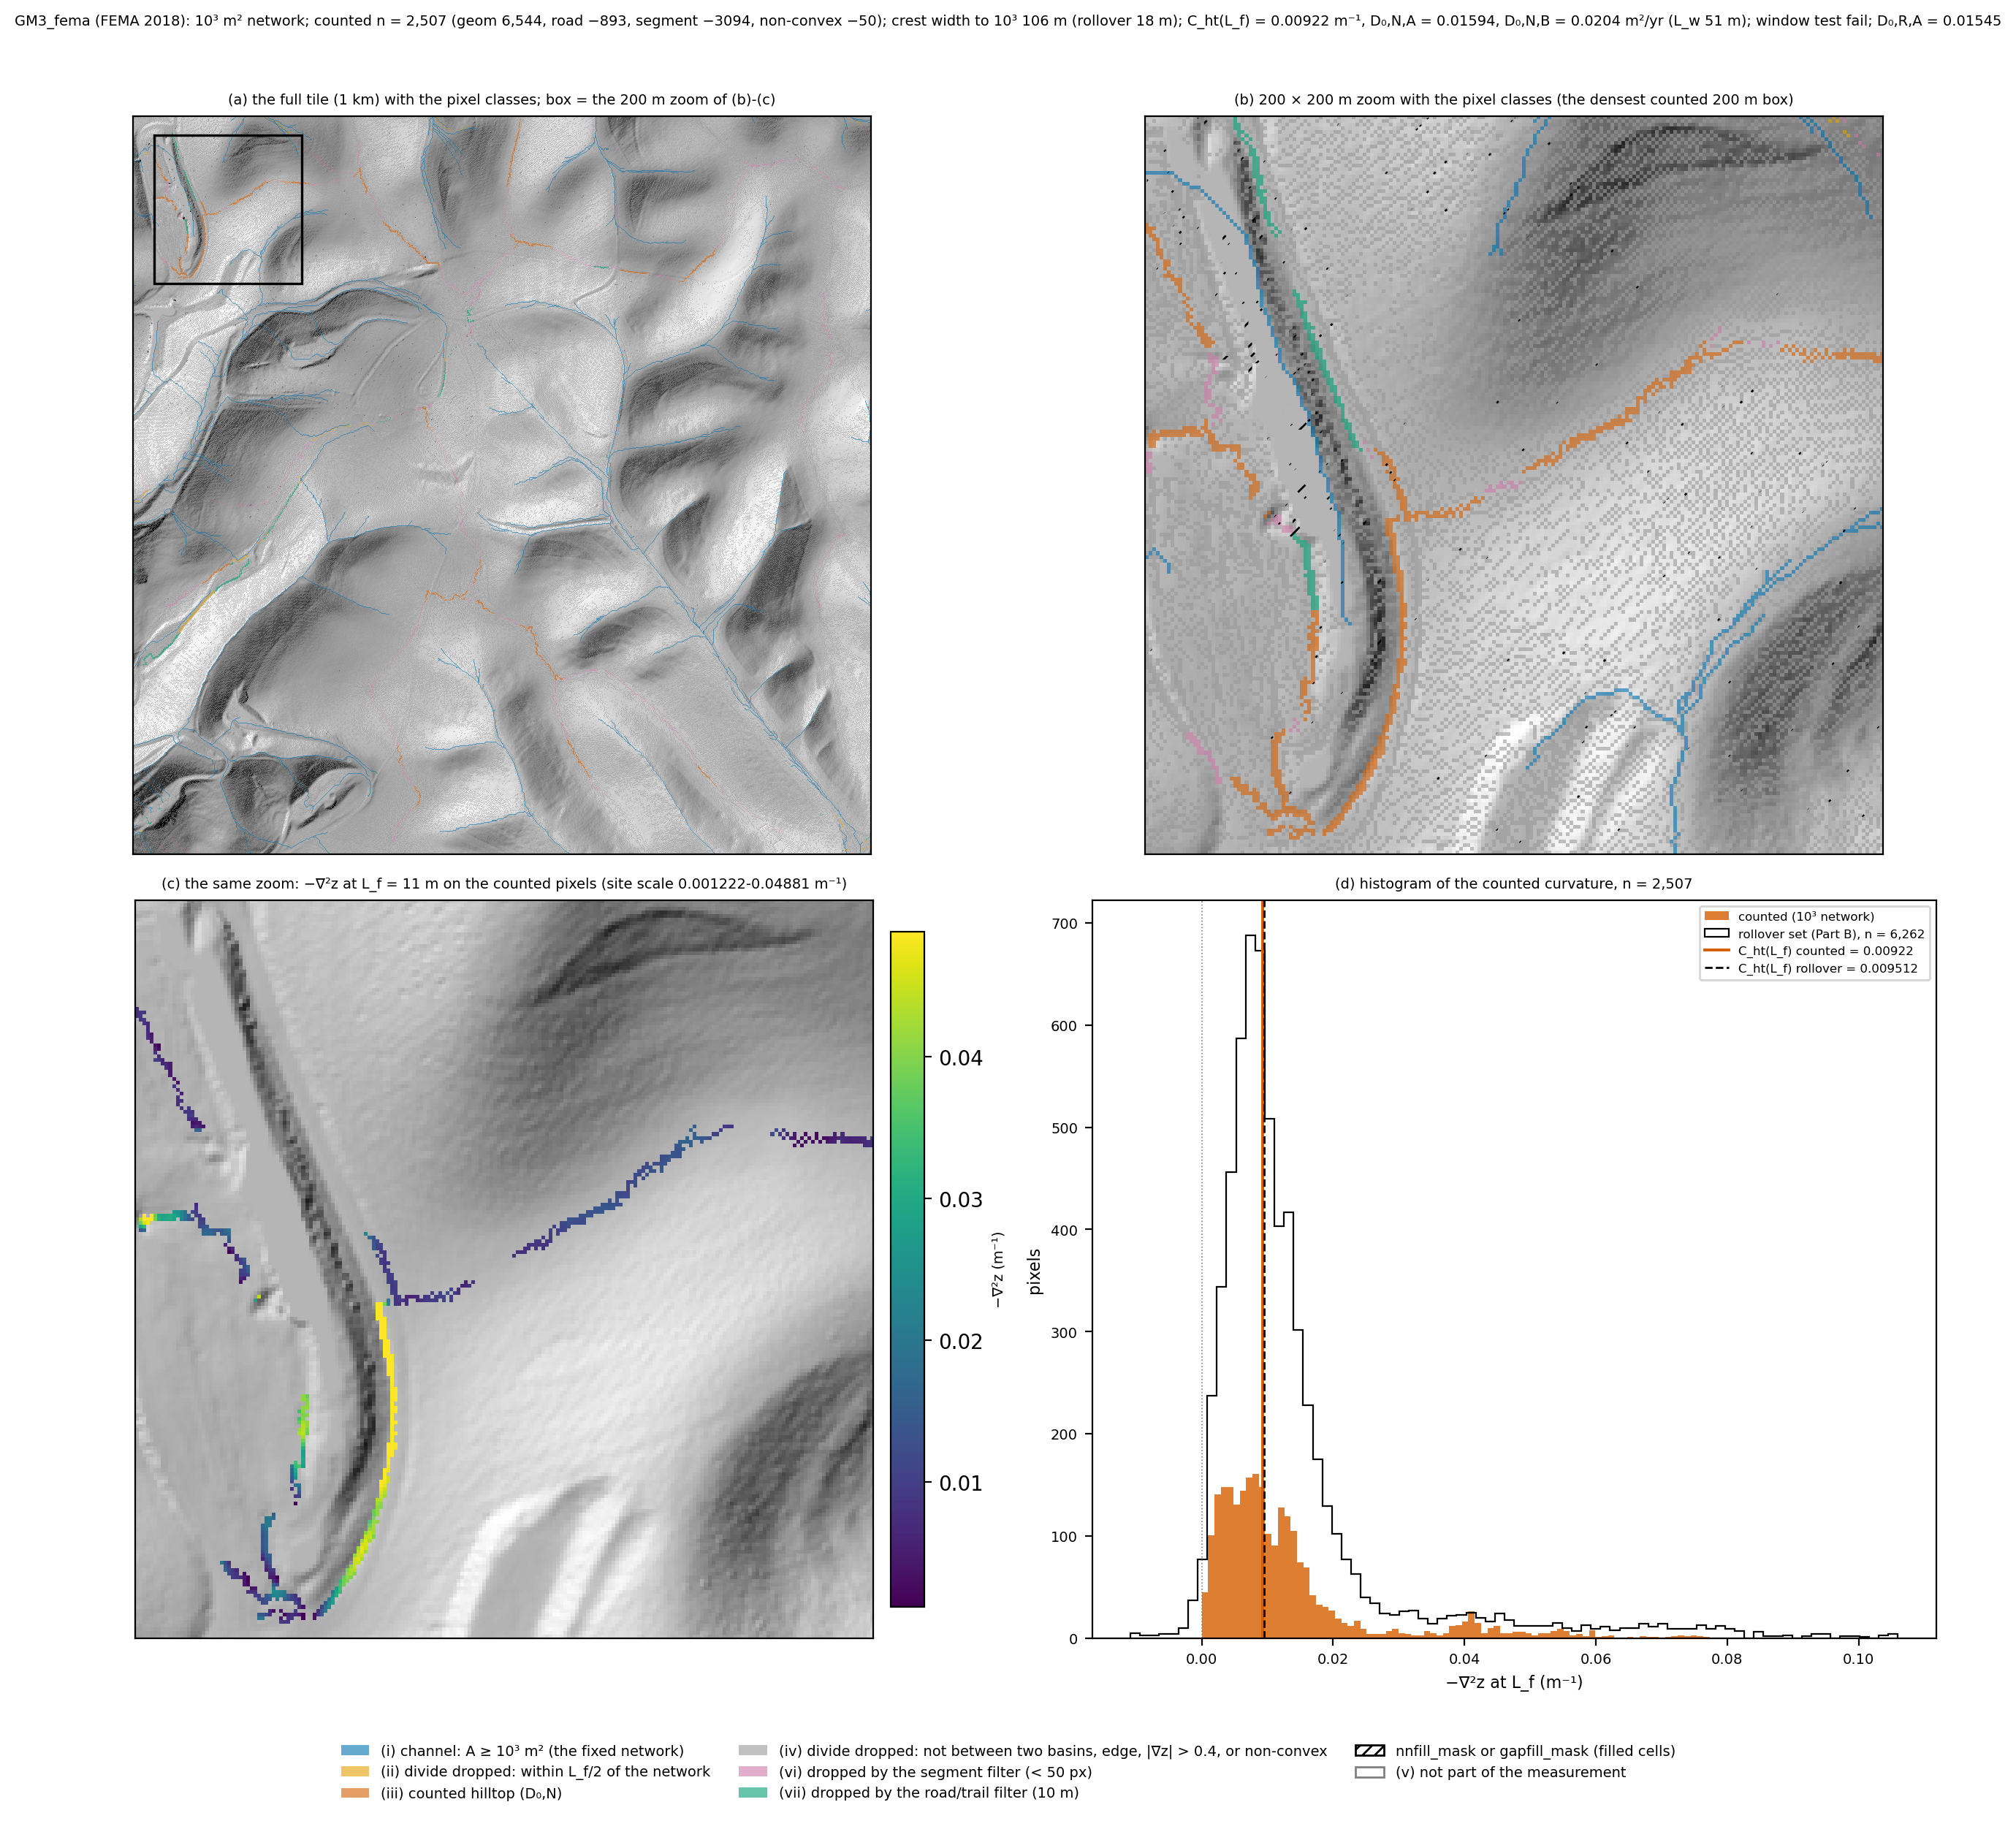 GM3_fema (FEMA 2018): 10³ m² network; counted n = 2,507 (geom 6,544, road −893, segment −3094, non-convex −50); crest width to 10³ 106 m (rollover 18 m); C_ht(L_f) = 0.00922 m⁻¹, D₀,N,A = 0.01594, D₀,N,B = 0.0204 m²/yr (L_w 51 m); window test fail; D₀,R,A = 0.01545
(a) the full tile (1 km) with the pixel classes; box = the 200 m zoom of (b)-(c)
(b) 200 × 200 m zoom with the pixel classes (the densest counted 200 m box)
(c) the same zoom: −∇²z at L_f = 11 m on the counted pixels (site scale 0.001222-0.04881 m⁻¹)
0.04
0.03
0.02
0.01
−∇²z (m⁻¹)
(d) histogram of the counted curvature, n = 2,507
counted (10³ network)
rollover set (Part B), n = 6,262
C_ht(L_f) counted = 0.00922
C_ht(L_f) rollover = 0.009512
700
600
500
400
300
200
100
0
pixels
0.00
0.02
0.04
0.06
0.08
0.10
−∇²z at L_f (m⁻¹)
(i) channel: A ≥ 10³ m² (the fixed network)
(ii) divide dropped: within L_f/2 of the network
(iii) counted hilltop (D₀,N)
(iv) divide dropped: not between two basins, edge, |∇z| > 0.4, or non-convex
(vi) dropped by the segment filter (< 50 px)
(vii) dropped by the road/trail filter (10 m)
nnfill_mask or gapfill_mask (filled cells)
(v) not part of the measurement